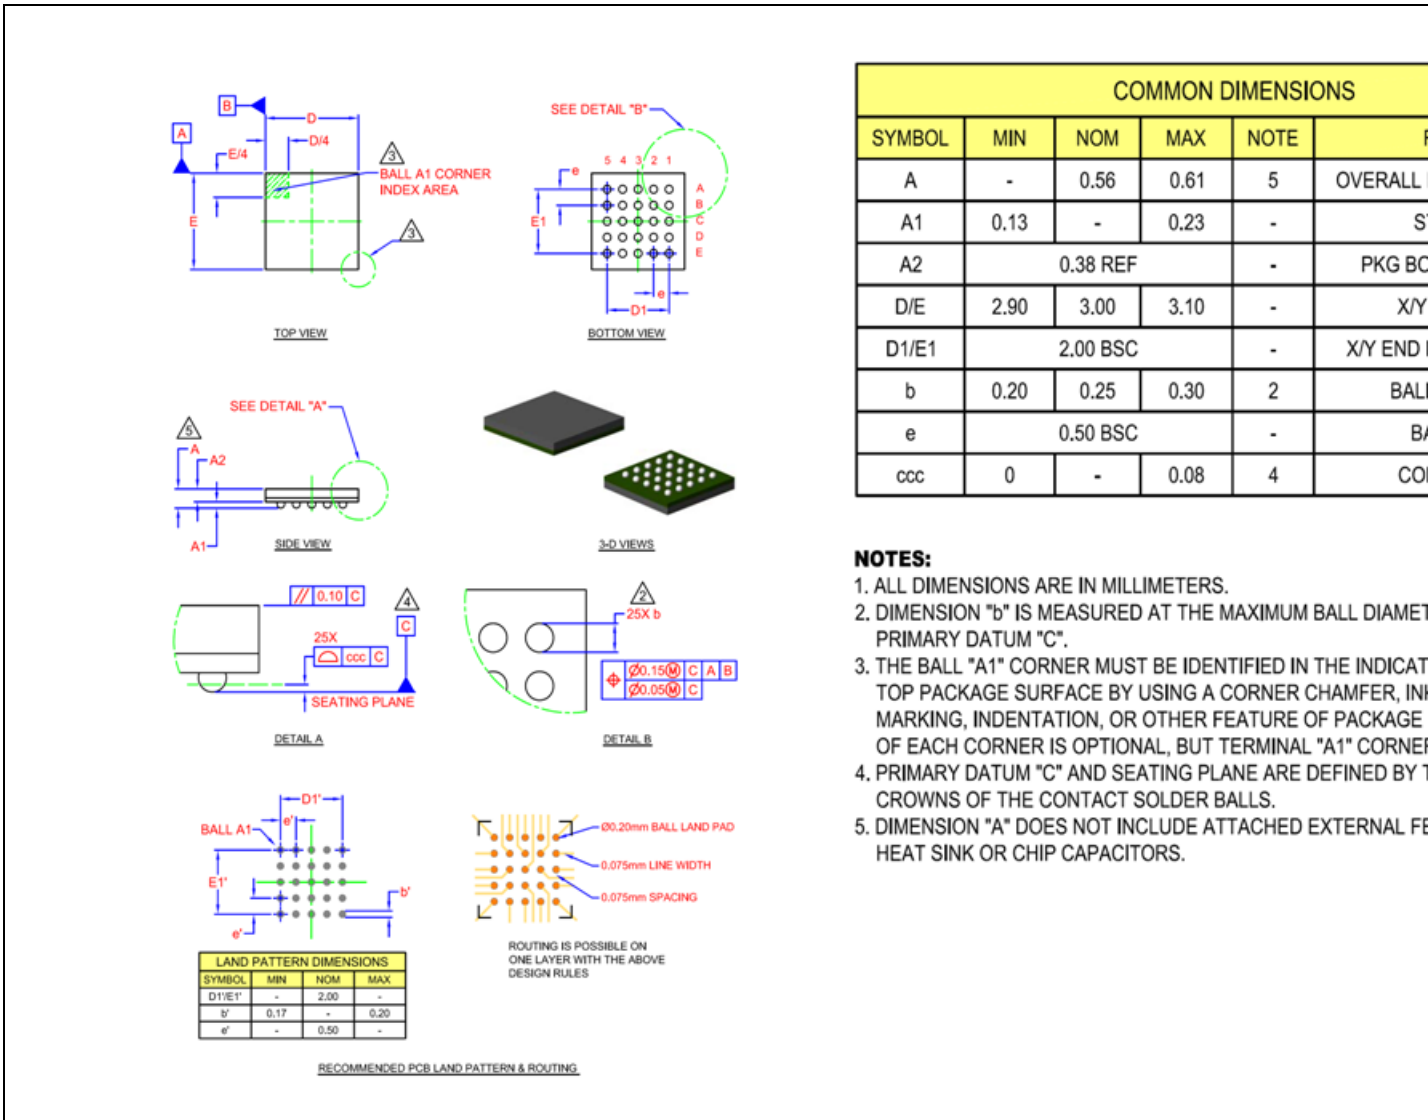 B
D
A
D/4
E/4
3
BALL A1 CORNER
INDEX AREA
E
3
TOP VIEW
SEE DETAIL "B"
5 4 3 2 1
e
A
B
E1
C
D
E
e
D1
BOTTOM VIEW
SEE DETAIL "A"
5
A
A2
A1
SIDE VIEW
3-D VIEWS
// 0.10 C
4
C
25X
ccc C
SEATING PLANE
DETAIL A
2
25X b
Ø0.15Ⓜ C A B
Ø0.05Ⓜ C
DETAIL B
D1'
e'
BALL A1
E1'
b'
e'
Ø0.20mm BALL LAND PAD
0.075mm LINE WIDTH
0.075mm SPACING
ROUTING IS POSSIBLE ON
ONE LAYER WITH THE ABOVE
DESIGN RULES
LAND PATTERN DIMENSIONS
SYMBOL MIN NOM MAX
D1'/E1' - 2.00 -
b' 0.17 - 0.20
e' - 0.50 -
RECOMMENDED PCB LAND PATTERN & ROUTING
COMMON DIMENSIONS
SYMBOL MIN NOM MAX NOTE
A - 0.56 0.61 5 OVERALL
A1 0.13 - 0.23 -
A2 0.38 REF - PKG
D/E 2.90 3.00 3.10 - X/Y
D1/E1 2.00 BSC - X/Y END
b 0.20 0.25 0.30 2
e 0.50 BSC -
ccc 0 - 0.08 4
NOTES:
1. ALL DIMENSIONS ARE IN MILLIMETERS.
2. DIMENSION "b" IS MEASURED AT THE MAXIMUM BALL
PRIMARY DATUM "C".
3. THE BALL "A1" CORNER MUST BE IDENTIFIED IN THE
TOP PACKAGE SURFACE BY USING A CORNER CHAMFER,
MARKING, INDENTATION, OR OTHER FEATURE OF PACKAGE
OF EACH CORNER IS OPTIONAL, BUT TERMINAL "A1"
4. PRIMARY DATUM "C" AND SEATING PLANE ARE DEFINED BY
CROWNS OF THE CONTACT SOLDER BALLS.
5. DIMENSION "A" DOES NOT INCLUDE ATTACHED EXTERNAL
HEAT SINK OR CHIP CAPACITORS.